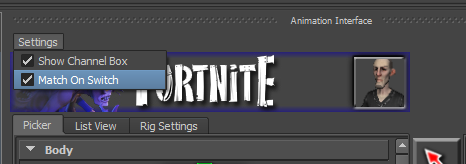 Animation Interface
Settings
Show Channel Box
Match On Switch
FORTNITE
Picker List View Rig Settings
Body